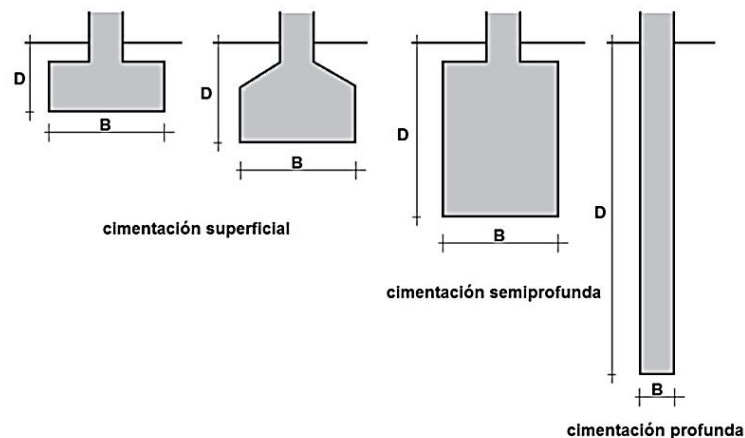 D
B
D
B
cimentación superficial
D
B
cimentación semiprofunda
D
B
cimentación profunda